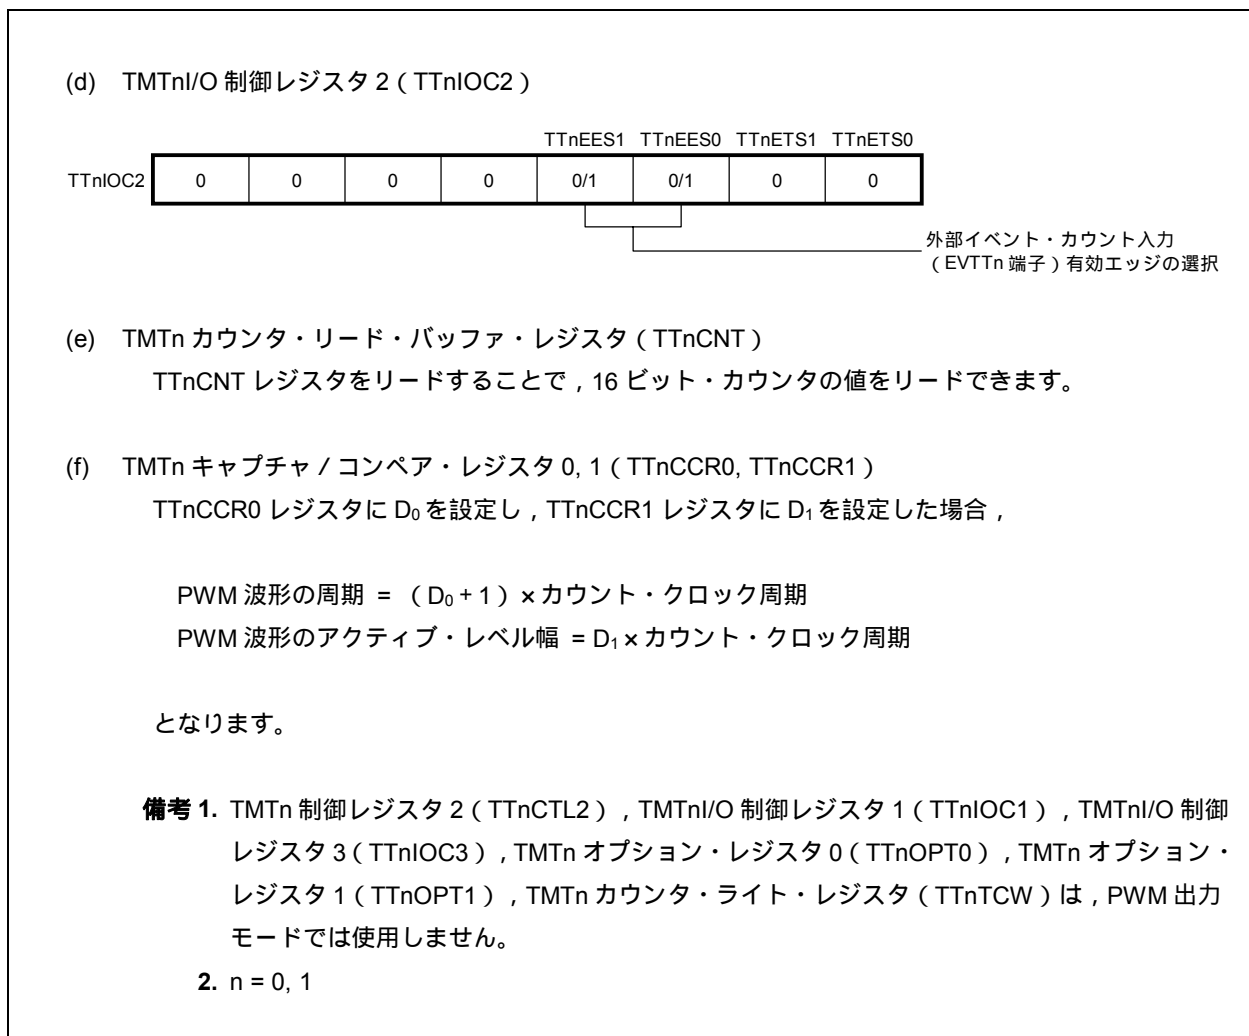 (d) TMTnI/O 制御レジスタ 2（TTnIOC2）
TTnEES1 TTnEES0 TTnETS1 TTnETS0
TTnIOC2 0 0 0 0 0/1 0/1 0 0
外部イベント・カウント入力
（EVTTn 端子）有効エッジの選択
(e) TMTn カウンタ・リード・バッファ・レジスタ（TTnCNT）
TTnCNT レジスタをリードすることで，16 ビット・カウンタの値をリードできます。
(f) TMTn キャプチャ／コンペア・レジスタ 0, 1（TTnCCR0, TTnCCR1）
TTnCCR0 レジスタに D₀を設定し，TTnCCR1 レジスタに D₁を設定した場合，
PWM 波形の周期 = （D₀ + 1）×カウント・クロック周期
PWM 波形のアクティブ・レベル幅 = D₁×カウント・クロック周期
となります。
備考 1. TMTn 制御レジスタ 2（TTnCTL2），TMTnI/O 制御レジスタ 1（TTnIOC1），TMTnI/O 制御
レジスタ 3（TTnIOC3），TMTn オプション・レジスタ 0（TTnOPT0），TMTn オプション・
レジスタ 1（TTnOPT1），TMTn カウンタ・ライト・レジスタ（TTnTCW）は，PWM 出力
モードでは使用しません。
2. n = 0, 1